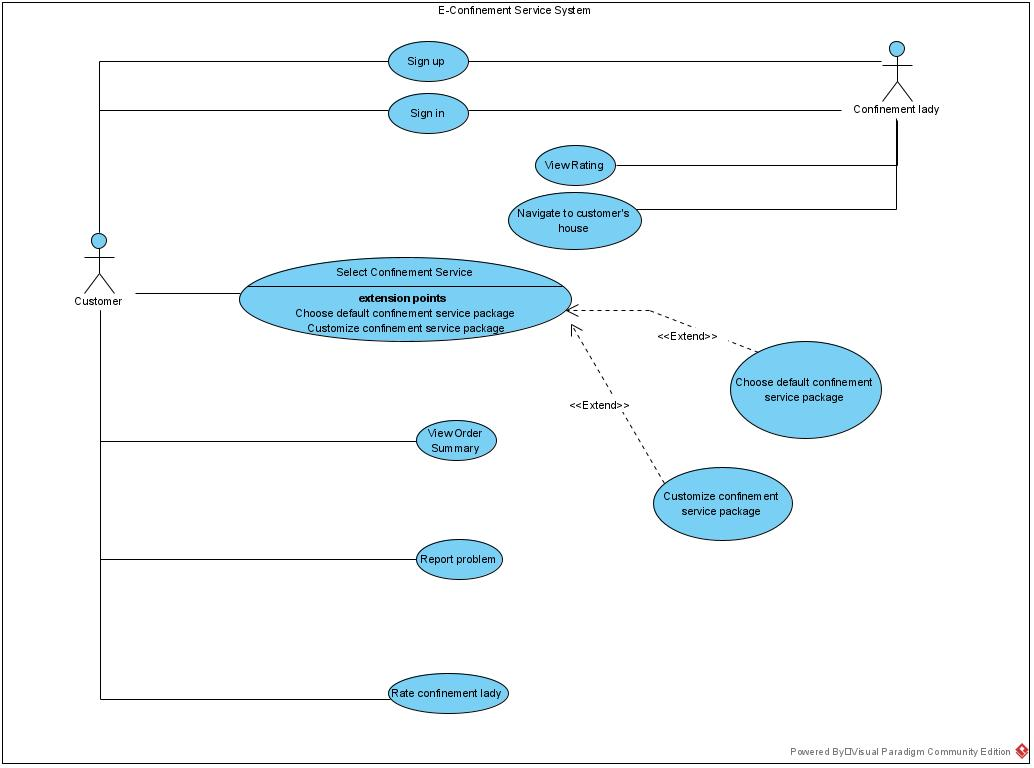 E-Confinement Service System
Sign up
Sign in
Confinement lady
View Rating
Navigate to customer's
house
Customer
Select Confinement Service
extension points
Choose default confinement service package
Customize confinement service package
<<Extend>>
Choose default confinement
service package
<<Extend>>
View Order
Summary
Customize confinement
service package
Report problem
Rate confinement lady
Powered By□Visual Paradigm Community Edition